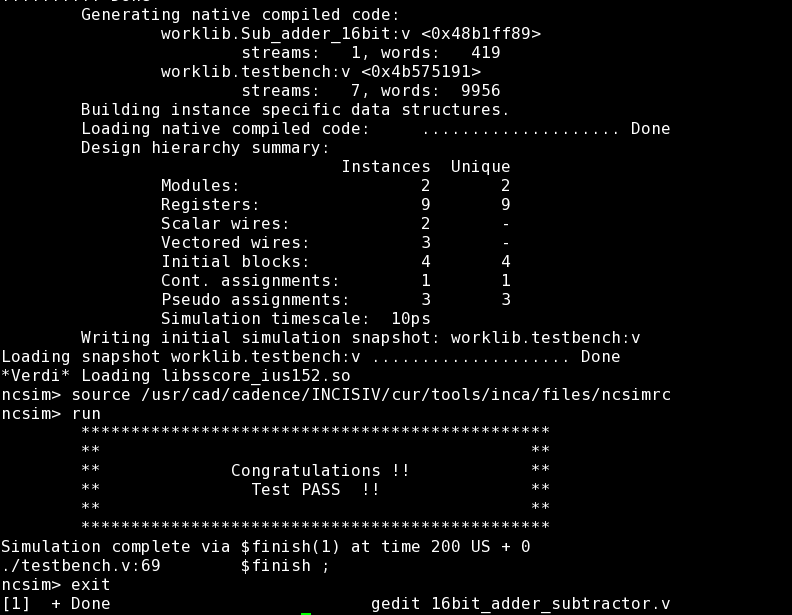 .......... Done
        Generating native compiled code:
                worklib.Sub_adder_16bit:v <0x48b1ff89>
                        streams:   1, words:   419
                worklib.testbench:v <0x4b575191>
                        streams:   7, words:  9956
        Building instance specific data structures.
        Loading native compiled code:     .................... Done
        Design hierarchy summary:
                                  Instances  Unique
                Modules:                  2       2
                Registers:                9       9
                Scalar wires:             2       -
                Vectored wires:           3       -
                Initial blocks:           4       4
                Cont. assignments:        1       1
                Pseudo assignments:       3       3
                Simulation timescale:  10ps
        Writing initial simulation snapshot: worklib.testbench:v
Loading snapshot worklib.testbench:v .................... Done
*Verdi* Loading libsscore_ius152.so
ncsim> source /usr/cad/cadence/INCISIV/cur/tools/inca/files/ncsimrc
ncsim> run
        ***********************************************
        **                                           **
        **             Congratulations !!            **
        **               Test PASS  !!               **
        **                                           **
        ***********************************************
Simulation complete via $finish(1) at time 200 US + 0
./testbench.v:69        $finish ;
ncsim> exit
[1]  + Done                          gedit 16bit_adder_subtractor.v